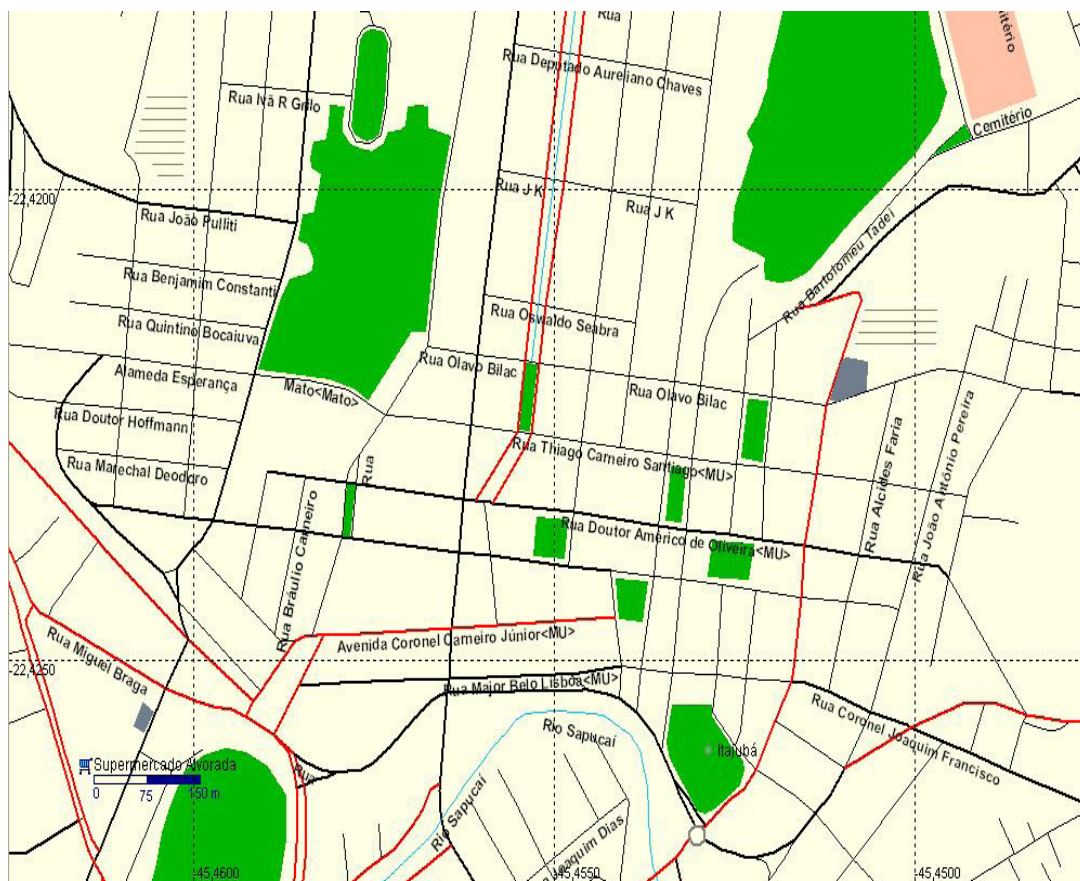 Rua
itério
Rua Deputado Aureliano Chaves
Rua Ivã R Grilo
Cemitério
22,4200
Rua J K
Rua J K
Rua João Pulliti
Rua Bartolomeu Tadei
Rua Benjamim Constanti
Rua Quintino Bocaiuva
Rua Oswaldo Seabra
Rua Olavo Bilac
Alameda Esperança
Mato<Mato>
Rua Olavo Bilac
Rua Doutor Hoffmann
Rua Thiago Carneiro Santiago<MU>
Rua Marechal Deodoro
Rua
Rua Alcides Faria
Rua João Antônio Pereira
Rua Doutor Américo de Oliveira<MU>
Rua Bráulio Carneiro
Avenida Coronel Carneiro Júnior<MU>
Rua Miguel Braga
22,4250
Rua Major Belo Lisboa<MU>
Rua Coronel Joaquim Francisco
Rio Sapucaí
Itajubá
Supermercado Alvorada
Rua
0 75 150 m
Rio Sapucaí
Joaquim Dias
-45,4600
-45,4550
-45,4500